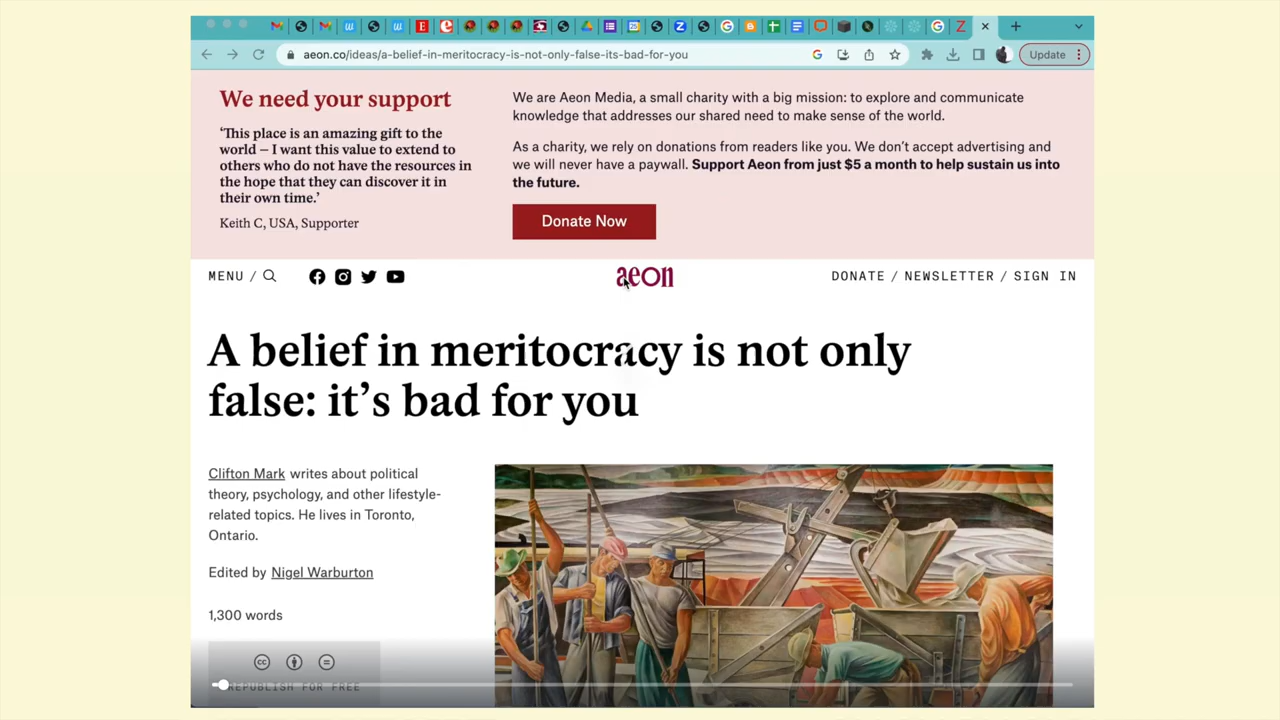 aeon.co/ideas/a-belief-in-meritocracy-is-not-only-false-its-bad-for-you
Update
We need your support
‘This place is an amazing gift to the
world – I want this value to extend to
others who do not have the resources in
the hope that they can discover it in
their own time.’
Keith C, USA, Supporter
We are Aeon Media, a small charity with a big mission: to explore and communicate
knowledge that addresses our shared need to make sense of the world.
As a charity, we rely on donations from readers like you. We don’t accept advertising and
we will never have a paywall. Support Aeon from just $5 a month to help sustain us into
the future.
Donate Now
MENU /
aeon
DONATE / NEWSLETTER / SIGN IN
A belief in meritocracy is not only
false: it’s bad for you
Clifton Mark writes about political
theory, psychology, and other lifestyle-
related topics. He lives in Toronto,
Ontario.
Edited by Nigel Warburton
1,300 words
REPUBLISH FOR FREE